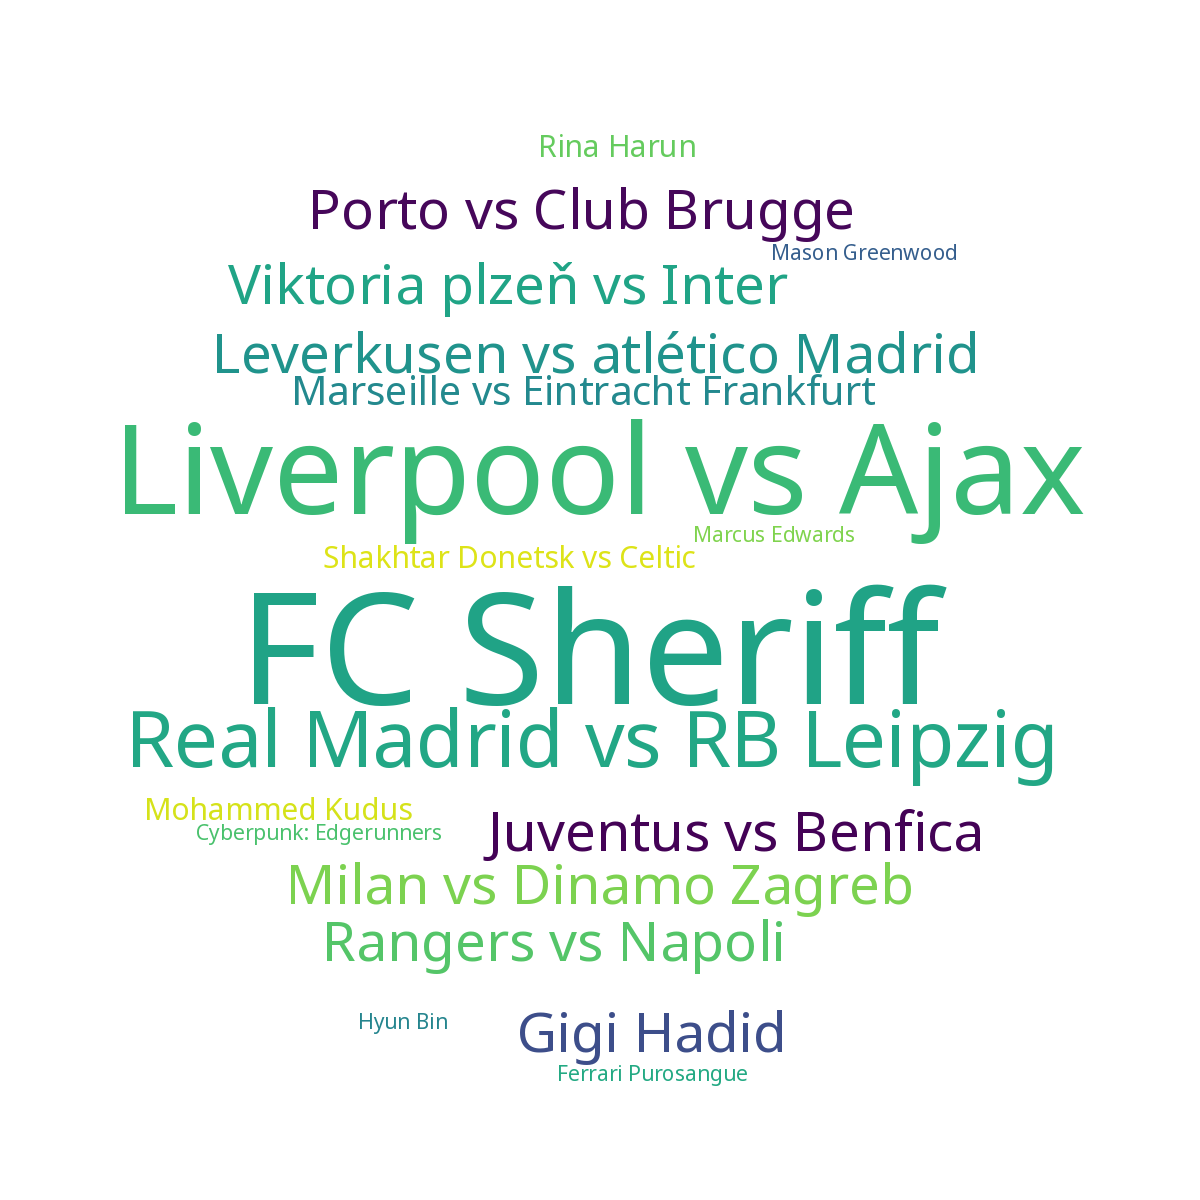 Rina Harun
Porto vs Club Brugge
Mason Greenwood
Viktoria plzeň vs Inter
Leverkusen vs atlético Madrid
Marseille vs Eintracht Frankfurt
Liverpool vs Ajax
Marcus Edwards
Shakhtar Donetsk vs Celtic
FC Sheriff
Real Madrid vs RB Leipzig
Mohammed Kudus
Cyberpunk: Edgerunners
Juventus vs Benfica
Milan vs Dinamo Zagreb
Rangers vs Napoli
Hyun Bin
Gigi Hadid
Ferrari Purosangue